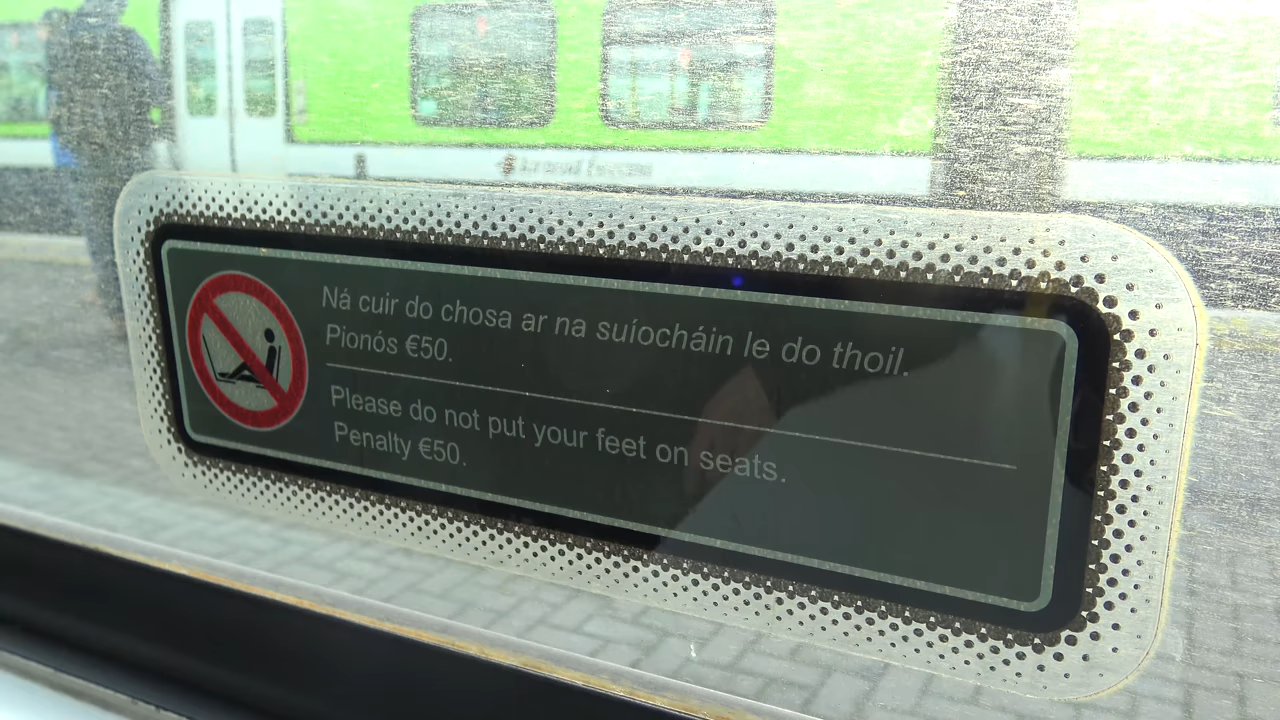 Ná cuir do chosa ar na suíocháin le do thoil.
Pionós €50.
Please do not put your feet on seats.
Penalty €50.